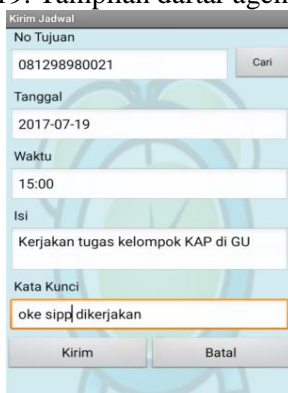 19. Tampilan daftar agen
Kirim Jadwal
No Tujuan
081298980021
Cari
Tanggal
2017-07-19
Waktu
15:00
Isi
Kerjakan tugas kelompok KAP di GU
Kata Kunci
oke sipp dikerjakan
Kirim
Batal